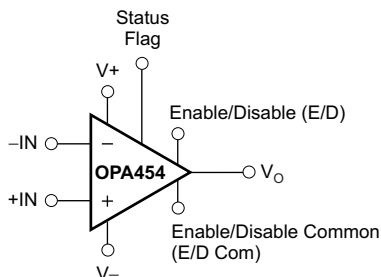 Status
Flag
V+
Enable/Disable (E/D)
−IN
−
OPA454
V_O
+IN
+
Enable/Disable Common
(E/D Com)
V−